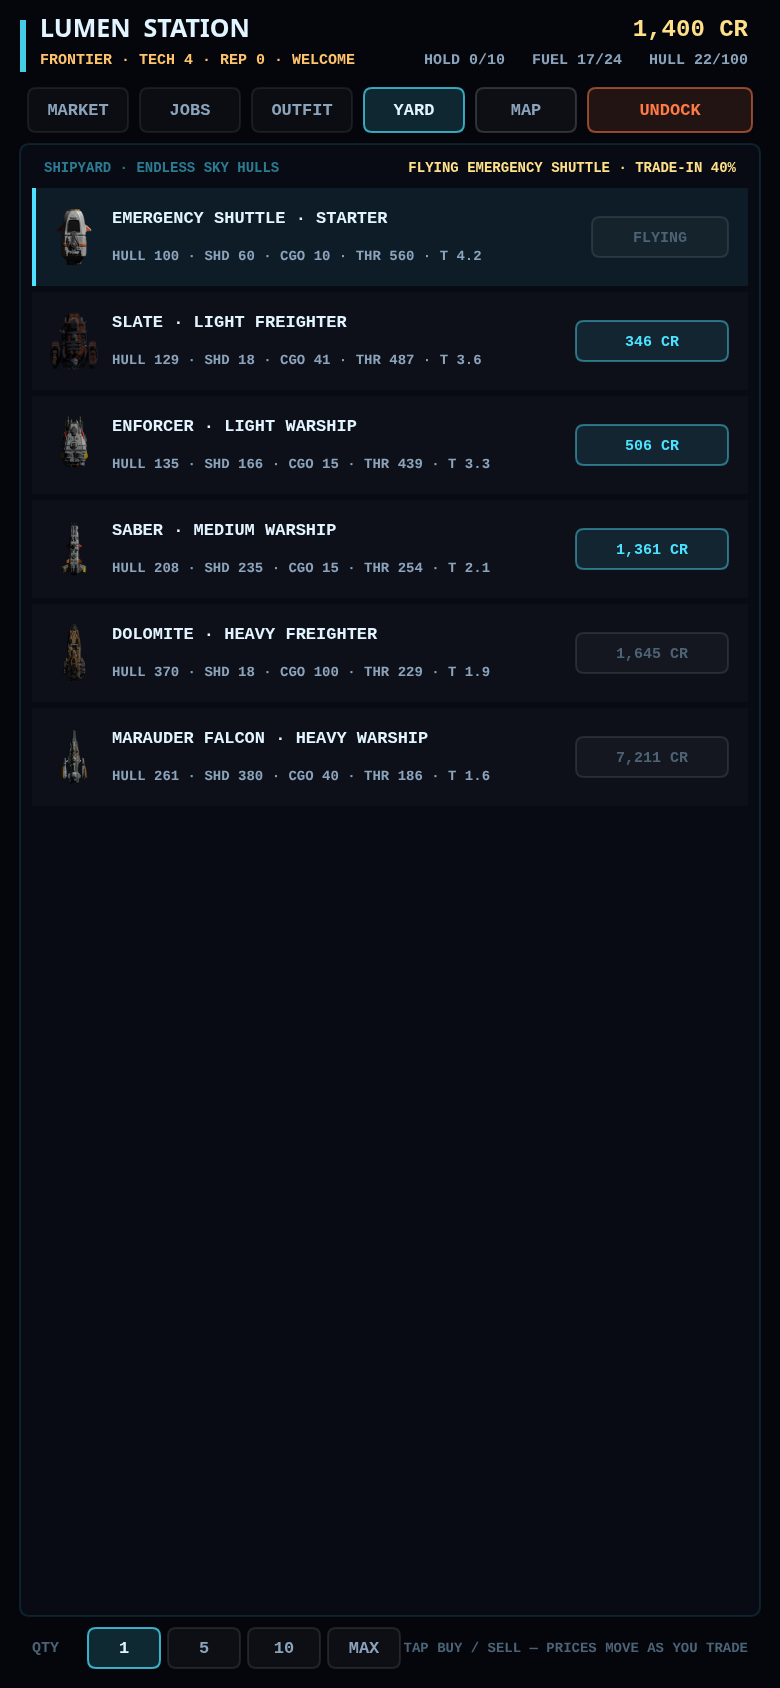 LUMEN STATION
1,400 CR
FRONTIER · TECH 4 · REP 0 · WELCOME
HOLD 0/10 FUEL 17/24 HULL 22/100
MARKET JOBS OUTFIT YARD MAP UNDOCK
SHIPYARD · ENDLESS SKY HULLS
FLYING EMERGENCY SHUTTLE · TRADE-IN 40%
EMERGENCY SHUTTLE · STARTER
HULL 100 · SHD 60 · CGO 10 · THR 560 · T 4.2
FLYING
SLATE · LIGHT FREIGHTER
HULL 129 · SHD 18 · CGO 41 · THR 487 · T 3.6
346 CR
ENFORCER · LIGHT WARSHIP
HULL 135 · SHD 166 · CGO 15 · THR 439 · T 3.3
506 CR
SABER · MEDIUM WARSHIP
HULL 208 · SHD 235 · CGO 15 · THR 254 · T 2.1
1,361 CR
DOLOMITE · HEAVY FREIGHTER
HULL 370 · SHD 18 · CGO 100 · THR 229 · T 1.9
1,645 CR
MARAUDER FALCON · HEAVY WARSHIP
HULL 261 · SHD 380 · CGO 40 · THR 186 · T 1.6
7,211 CR
QTY 1 5 10 MAX TAP BUY / SELL — PRICES MOVE AS YOU TRADE